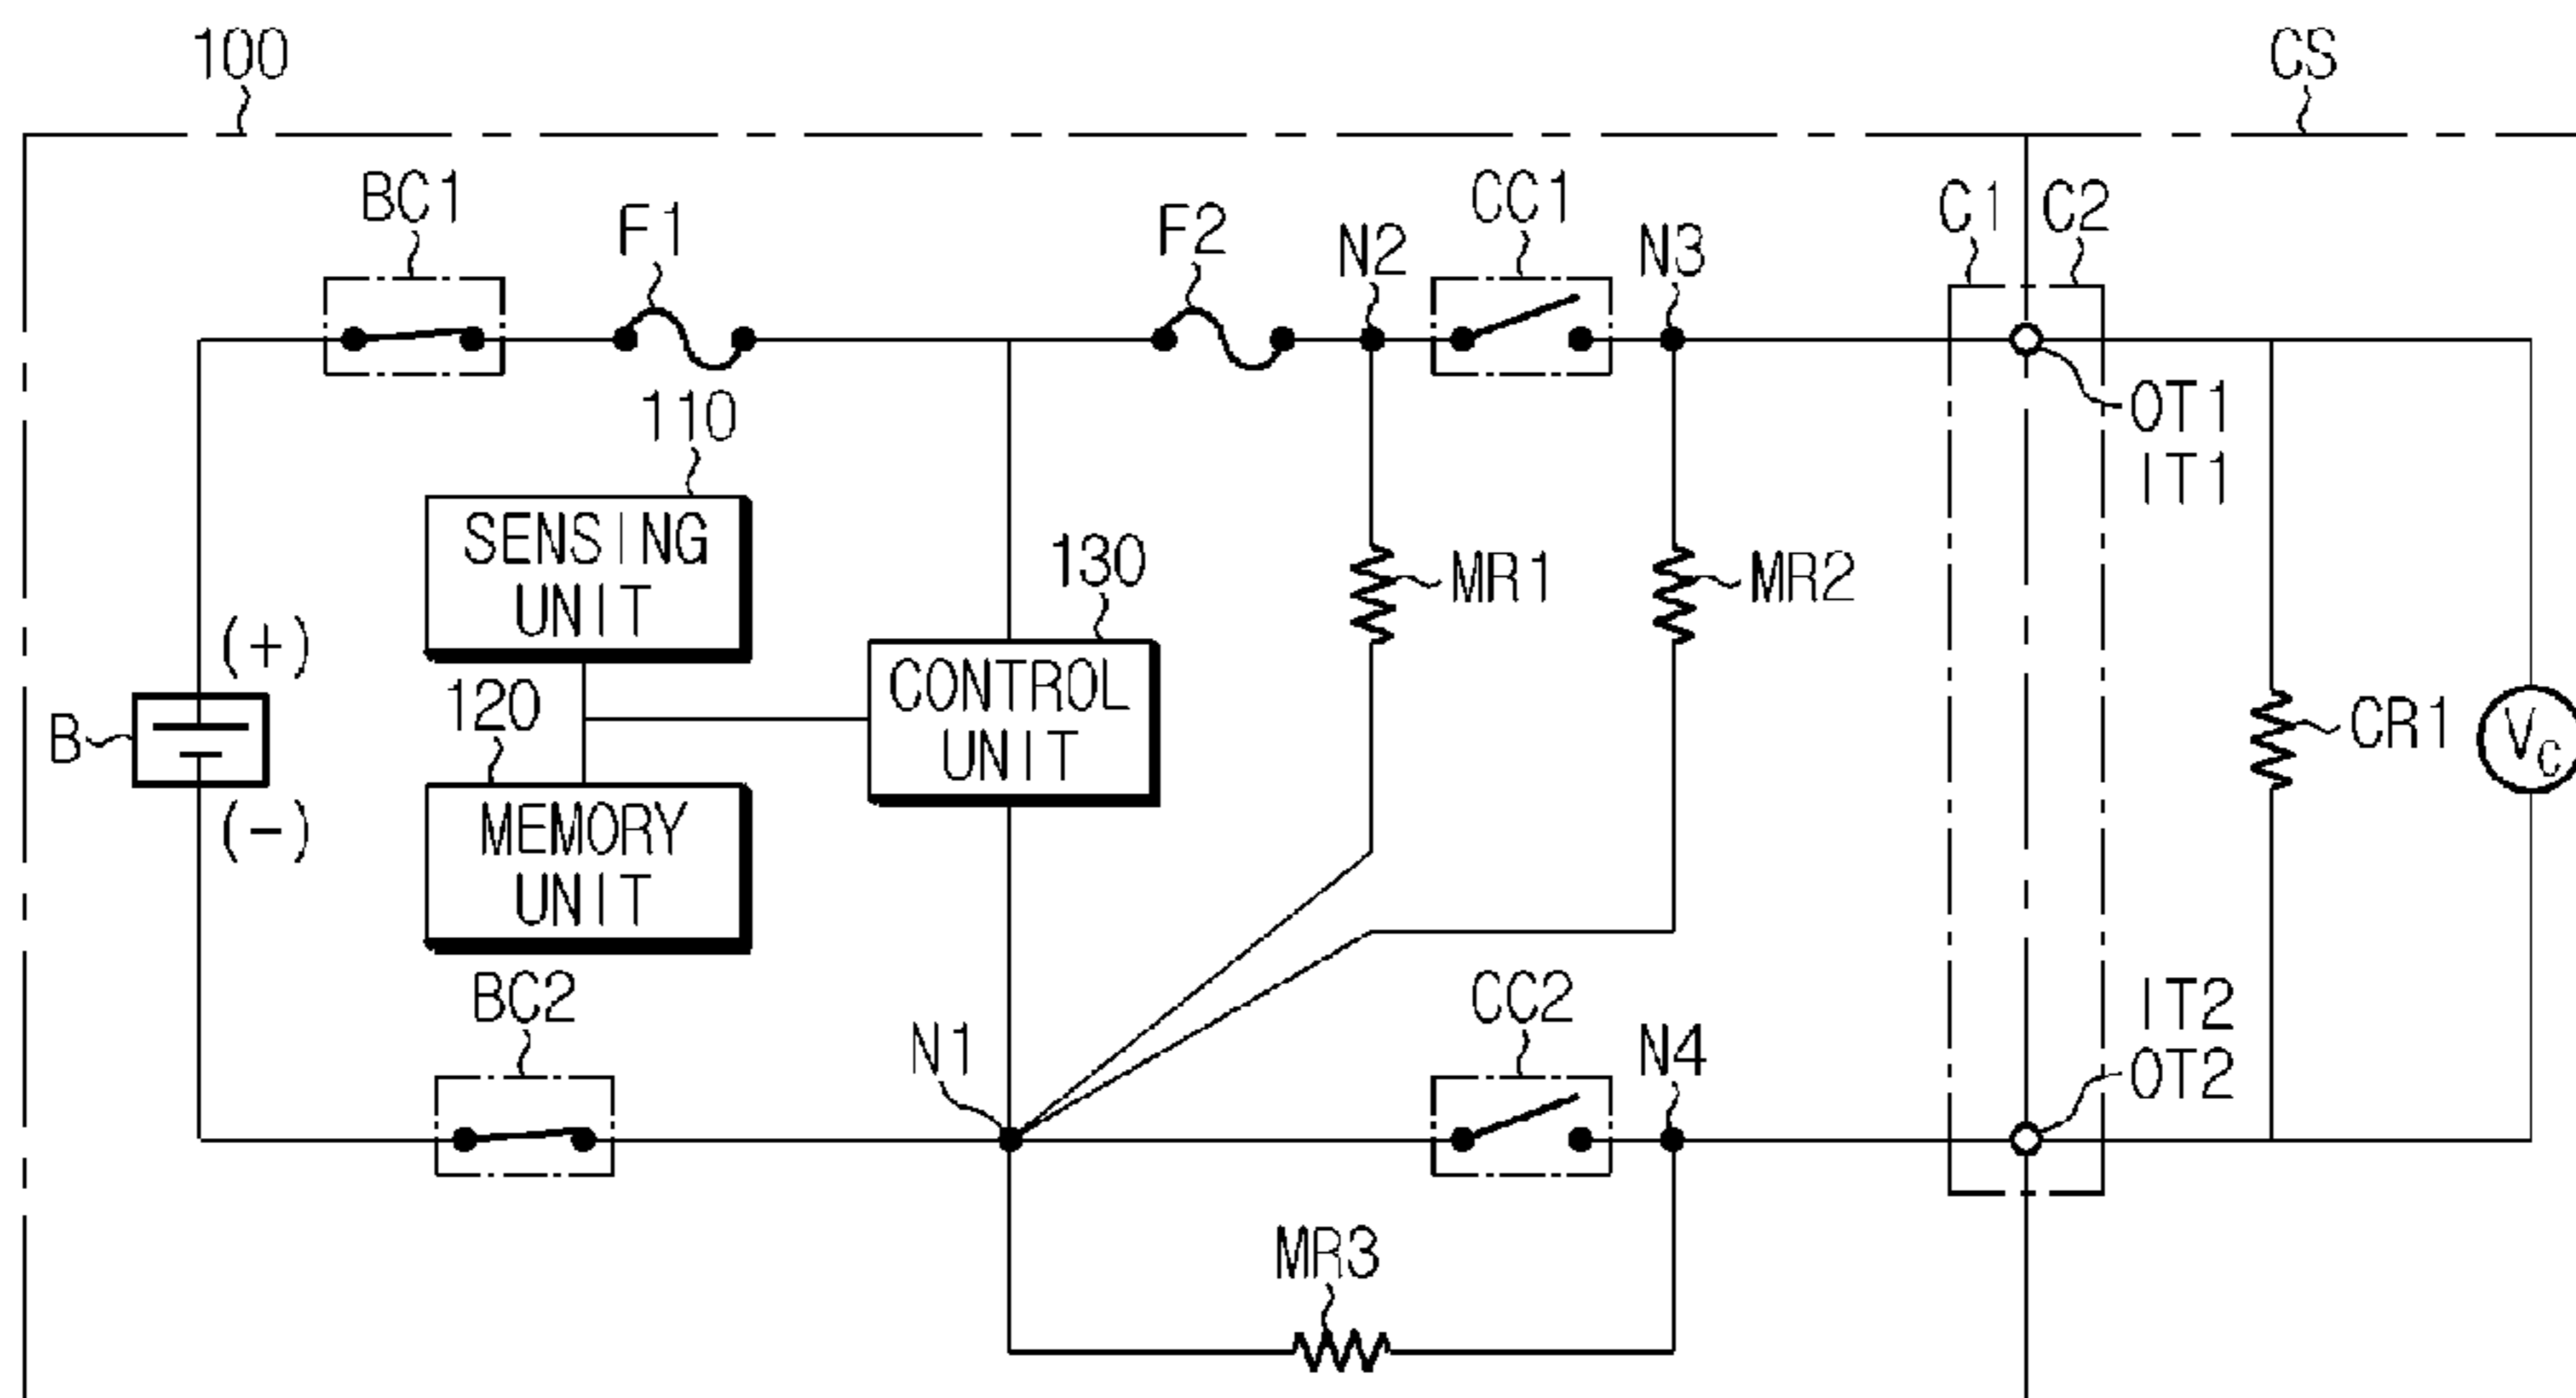 100
CS
BC1
F1
F2
N2
CC1
N3
C1
C2
OT1
IT1
110
SENSING
UNIT
130
MR1
MR2
(+)
CONTROL
UNIT
120
B
CR1
VC
(-)
MEMORY
UNIT
BC2
N1
CC2
N4
IT2
OT2
MR3